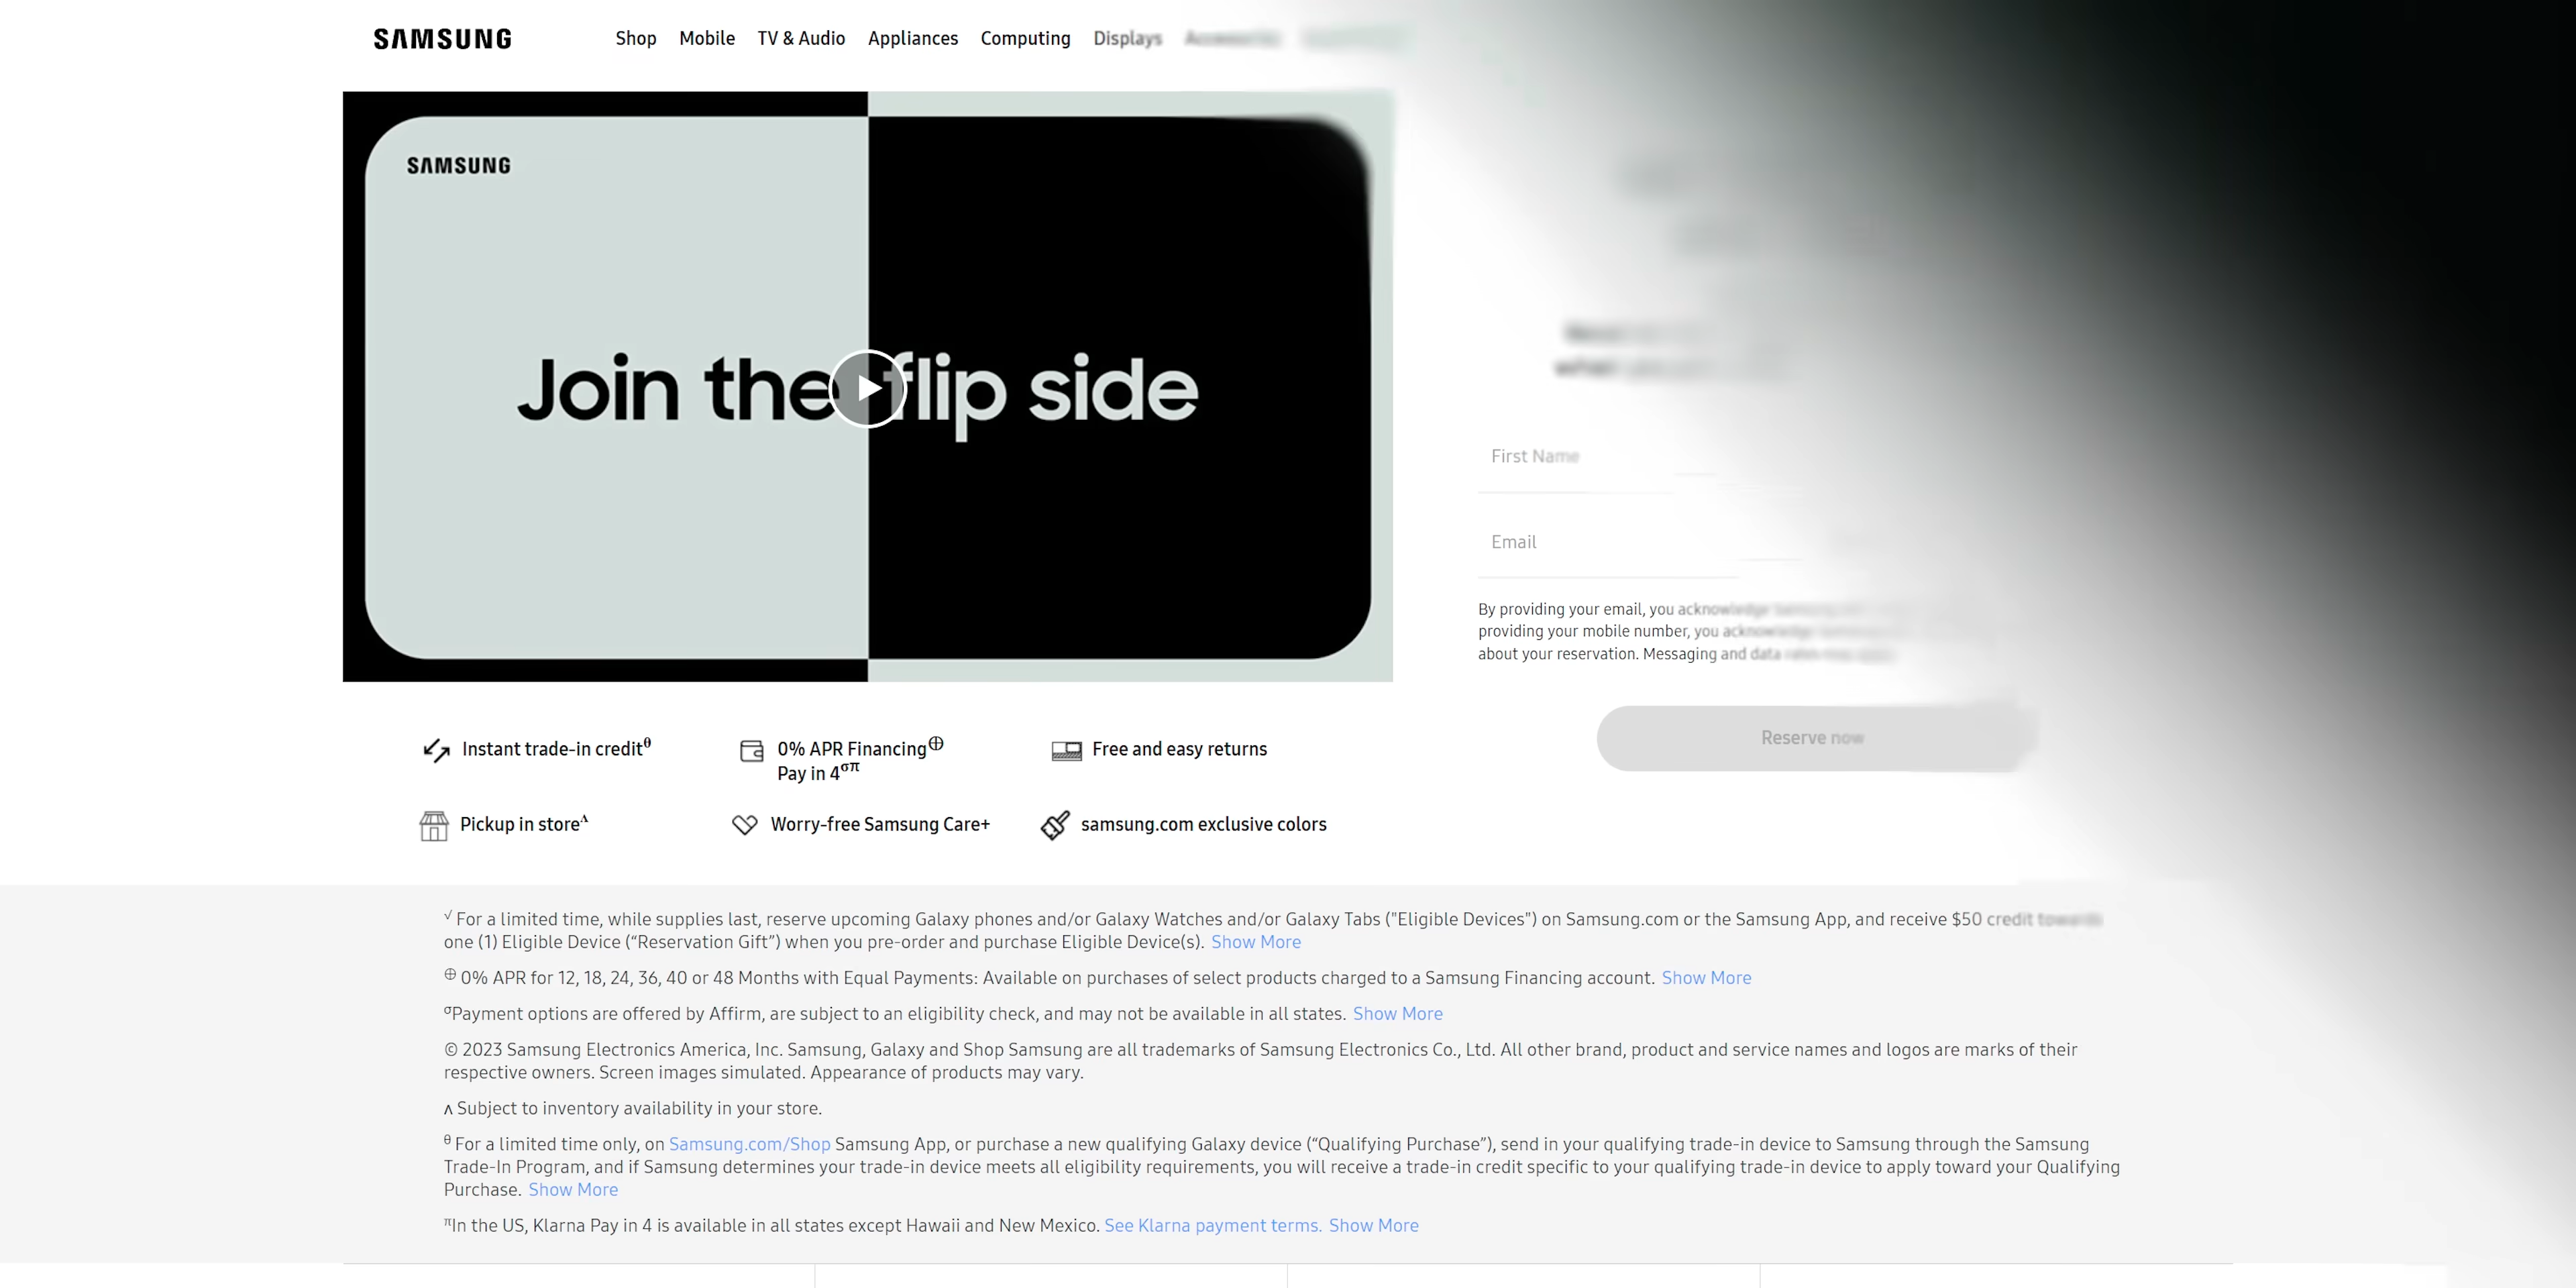 SAMSUNG
Shop Mobile TV & Audio Appliances Computing Displays Accessories
SAMSUNG
Join the flip side
First Name
Email
By providing your email, you acknowledge
providing your mobile number, you acknowledge
about your reservation. Messaging and data
Reserve now
Instant trade-in creditᶿ
0% APR Financing⊕
Pay in 4σπ
Free and easy returns
Pickup in storeᴧ
Worry-free Samsung Care+
samsung.com exclusive colors
√ For a limited time, while supplies last, reserve upcoming Galaxy phones and/or Galaxy Watches and/or Galaxy Tabs ("Eligible Devices") on Samsung.com or the Samsung App, and receive $50 credit towards
one (1) Eligible Device (“Reservation Gift”) when you pre-order and purchase Eligible Device(s). Show More
⊕ 0% APR for 12, 18, 24, 36, 40 or 48 Months with Equal Payments: Available on purchases of select products charged to a Samsung Financing account. Show More
σPayment options are offered by Affirm, are subject to an eligibility check, and may not be available in all states. Show More
© 2023 Samsung Electronics America, Inc. Samsung, Galaxy and Shop Samsung are all trademarks of Samsung Electronics Co., Ltd. All other brand, product and service names and logos are marks of their
respective owners. Screen images simulated. Appearance of products may vary.
ᴧ Subject to inventory availability in your store.
θ For a limited time only, on Samsung.com/Shop Samsung App, or purchase a new qualifying Galaxy device (“Qualifying Purchase”), send in your qualifying trade-in device to Samsung through the Samsung
Trade-In Program, and if Samsung determines your trade-in device meets all eligibility requirements, you will receive a trade-in credit specific to your qualifying trade-in device to apply toward your Qualifying
Purchase. Show More
πIn the US, Klarna Pay in 4 is available in all states except Hawaii and New Mexico. See Klarna payment terms. Show More